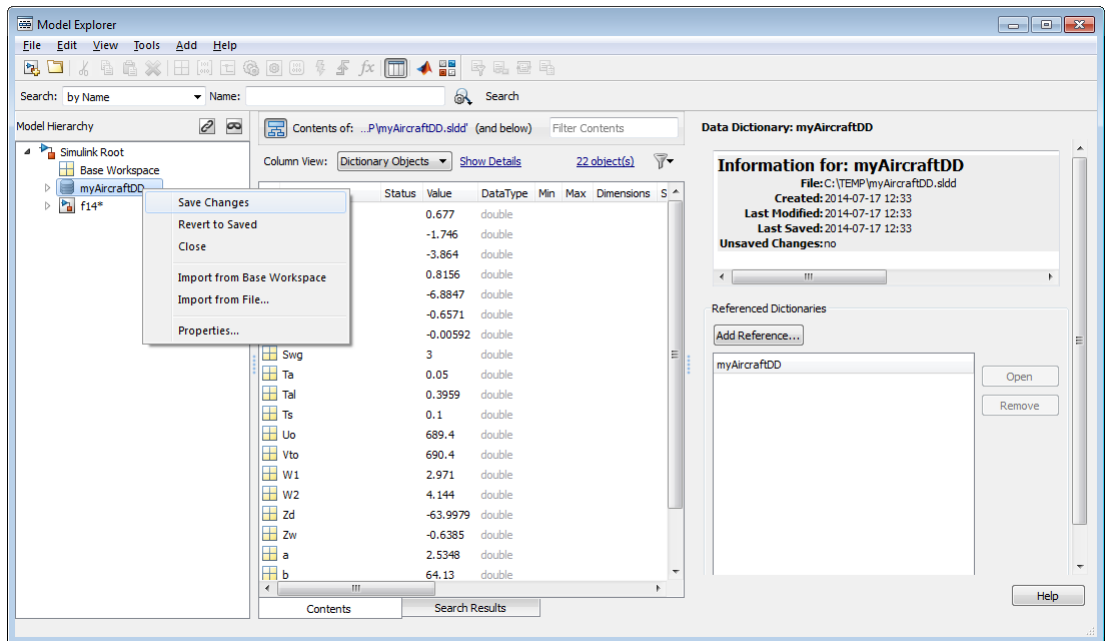 Model Explorer
File Edit View Tools Add Help
Search: by Name Name: Search
Model Hierarchy
Simulink Root
Base Workspace
myAircraftDD
f14*
Save Changes
Revert to Saved
Close
Import from Base Workspace
Import from File...
Properties...
Contents of: ...P\myAircraftDD.sldd' (and below) Filter Contents
Column View: Dictionary Objects Show Details 22 object(s)
Status Value DataType Min Max Dimensions S
0.677 double
-1.746 double
-3.864 double
0.8156 double
-6.8847 double
-0.6571 double
-0.00592 double
Swg 3 double
Ta 0.05 double
Tal 0.3959 double
Ts 0.1 double
Uo 689.4 double
Vto 690.4 double
W1 2.971 double
W2 4.144 double
Zd -63.9979 double
Zw -0.6385 double
a 2.5348 double
b 64.13 double
Contents Search Results
Data Dictionary: myAircraftDD
Information for: myAircraftDD
File: C:\TEMP\myAircraftDD.sldd
Created: 2014-07-17 12:33
Last Modified: 2014-07-17 12:33
Last Saved: 2014-07-17 12:33
Unsaved Changes: no
Referenced Dictionaries
Add Reference...
myAircraftDD
Open
Remove
Help